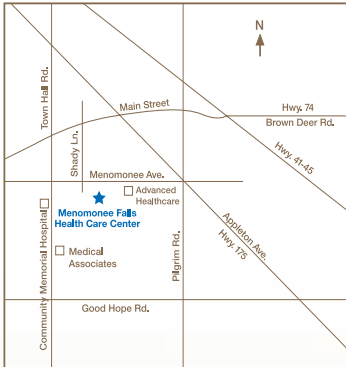 N
Town Hall Rd.
Main Street
Hwy. 74
Brown Deer Rd.
Shady Ln.
Hwy. 41-45
Menomonee Ave.
Advanced
Healthcare
Menomonee Falls
Health Care Center
Community Memorial Hospital
Medical
Associates
Pilgrim Rd.
Appleton Ave.
Hwy. 175
Good Hope Rd.